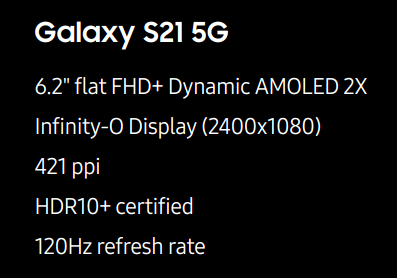 Galaxy S21 5G
6.2" flat FHD+ Dynamic AMOLED 2X
Infinity-O Display (2400x1080)
421 ppi
HDR10+ certified
120Hz refresh rate